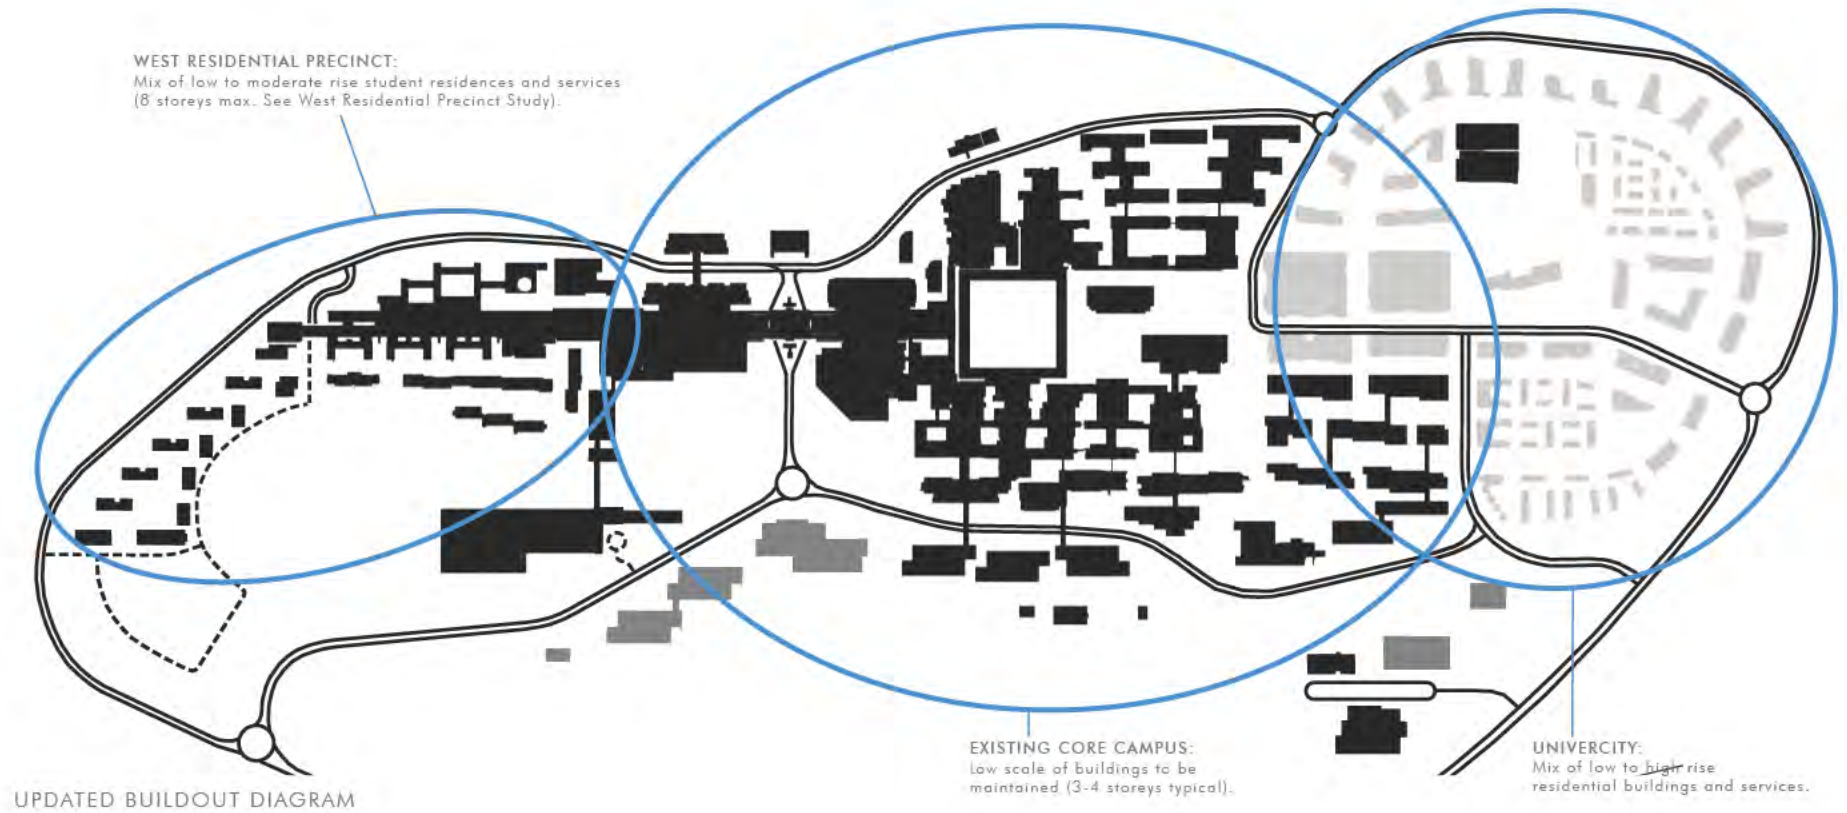 WEST RESIDENTIAL PRECINCT:
Mix of low to moderate rise student residences and services
(8 storeys max. See West Residential Precinct Study).
EXISTING CORE CAMPUS:
Low scale of buildings to be
maintained (3-4 storeys typical).
UNIVERCITY:
Mix of low to high rise
residential buildings and services.
UPDATED BUILDOUT DIAGRAM